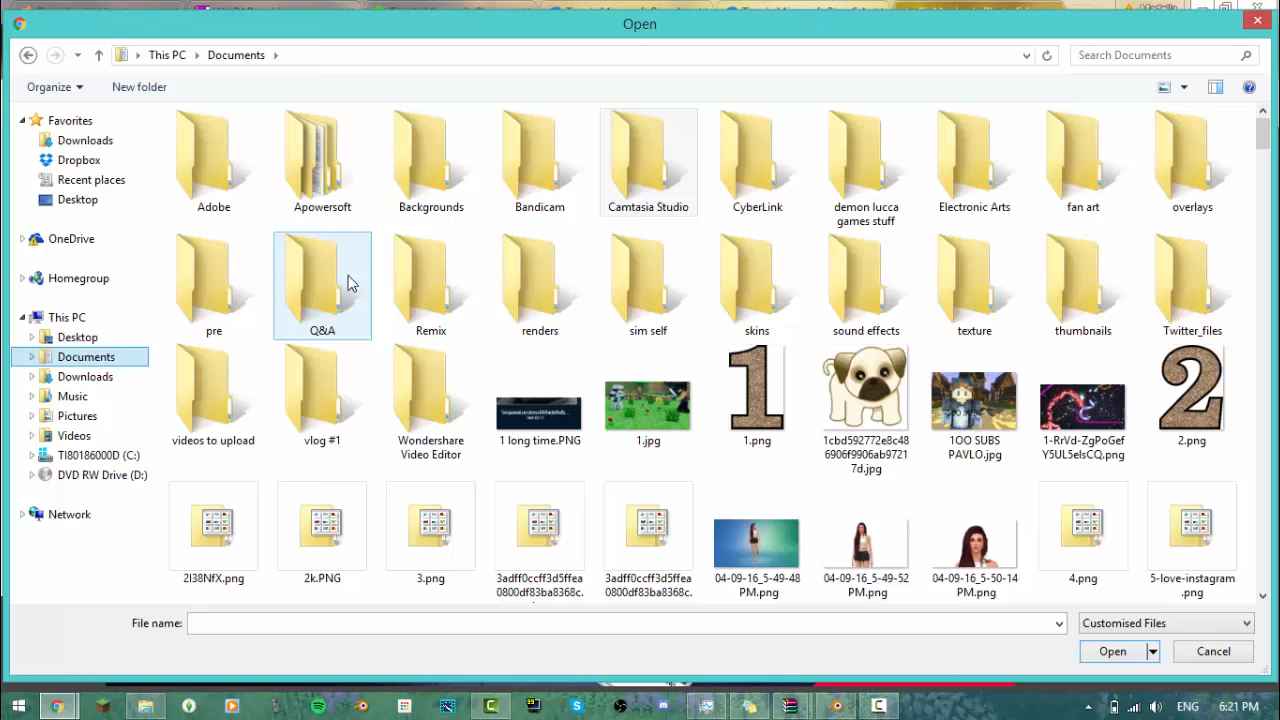 Open
This PC
Documents
Search Documents
Organize
New folder
Favorites
Downloads
Dropbox
Recent places
Desktop
OneDrive
Homegroup
This PC
Desktop
Documents
Downloads
Music
Pictures
Videos
TI80186000D (C:)
DVD RW Drive (D:)
Network
Adobe
Apowersoft
Backgrounds
Bandicam
Camtasia Studio
CyberLink
demon lucca
games stuff
Electronic Arts
fan art
overlays
pre
Q&A
Remix
renders
sim self
skins
sound effects
texture
thumbnails
Twitter_files
videos to upload
vlog #1
Wondershare
Video Editor
1 long time.PNG
1.jpg
1.png
1cbd592772e8c48
6906f9906ab9721
7d.jpg
1OO SUBS
PAVLO.jpg
1-RrVd-ZgPoGef
Y5UL5elsCQ.png
2.png
2l38NfX.png
2k.PNG
3.png
3adff0ccff3d5ffea
0800df83ba8368c.
3adff0ccff3d5ffea
0800df83ba8368c.
04-09-16_5-49-48
PM.png
04-09-16_5-49-52
PM.png
04-09-16_5-50-14
PM.png
4.png
5-love-instagram
.png
File name:
Customised Files
Open
Cancel
ENG
6:21 PM